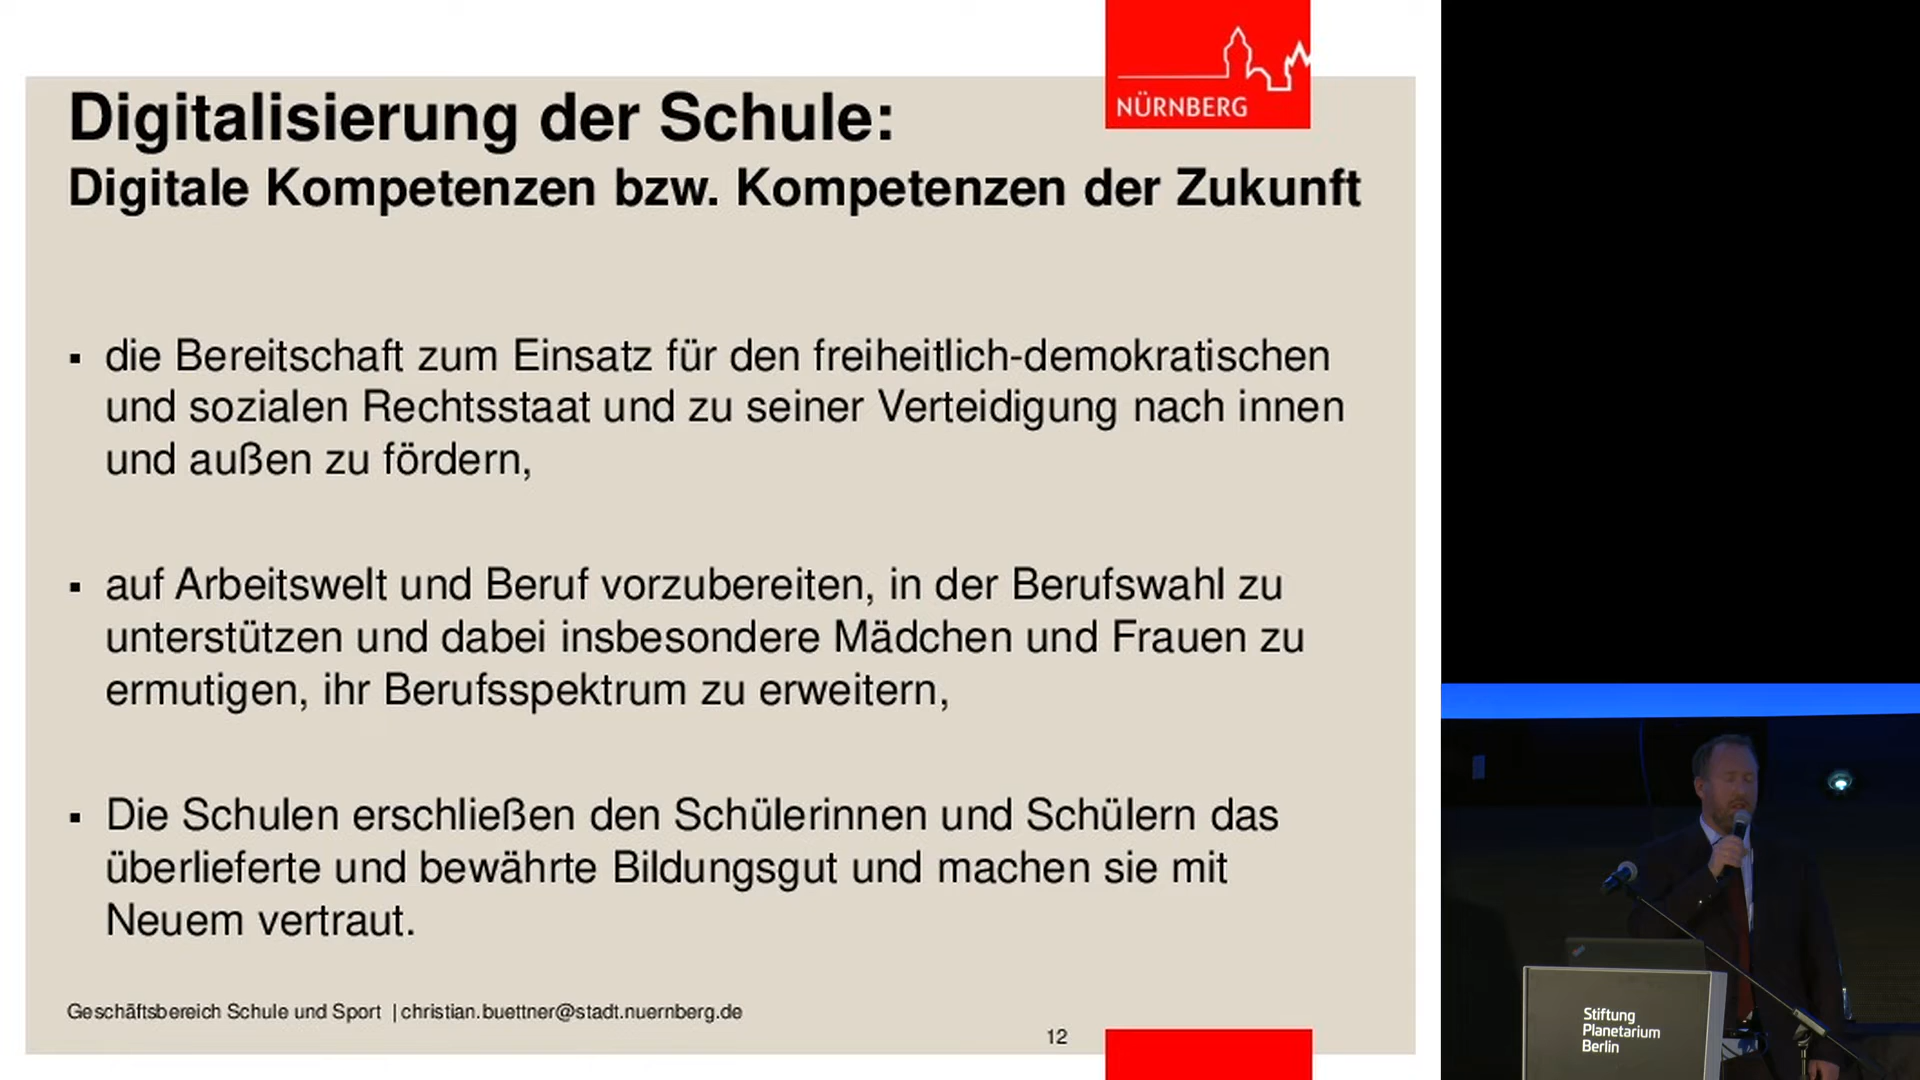 NÜRNBERG
Digitalisierung der Schule:
Digitale Kompetenzen bzw. Kompetenzen der Zukunft
▪ die Bereitschaft zum Einsatz für den freiheitlich-demokratischen
und sozialen Rechtsstaat und zu seiner Verteidigung nach innen
und außen zu fördern,
▪ auf Arbeitswelt und Beruf vorzubereiten, in der Berufswahl zu
unterstützen und dabei insbesondere Mädchen und Frauen zu
ermutigen, ihr Berufsspektrum zu erweitern,
▪ Die Schulen erschließen den Schülerinnen und Schülern das
überlieferte und bewährte Bildungsgut und machen sie mit
Neuem vertraut.
Geschäftsbereich Schule und Sport | christian.buettner@stadt.nuernberg.de
12
Stiftung
Planetarium
Berlin